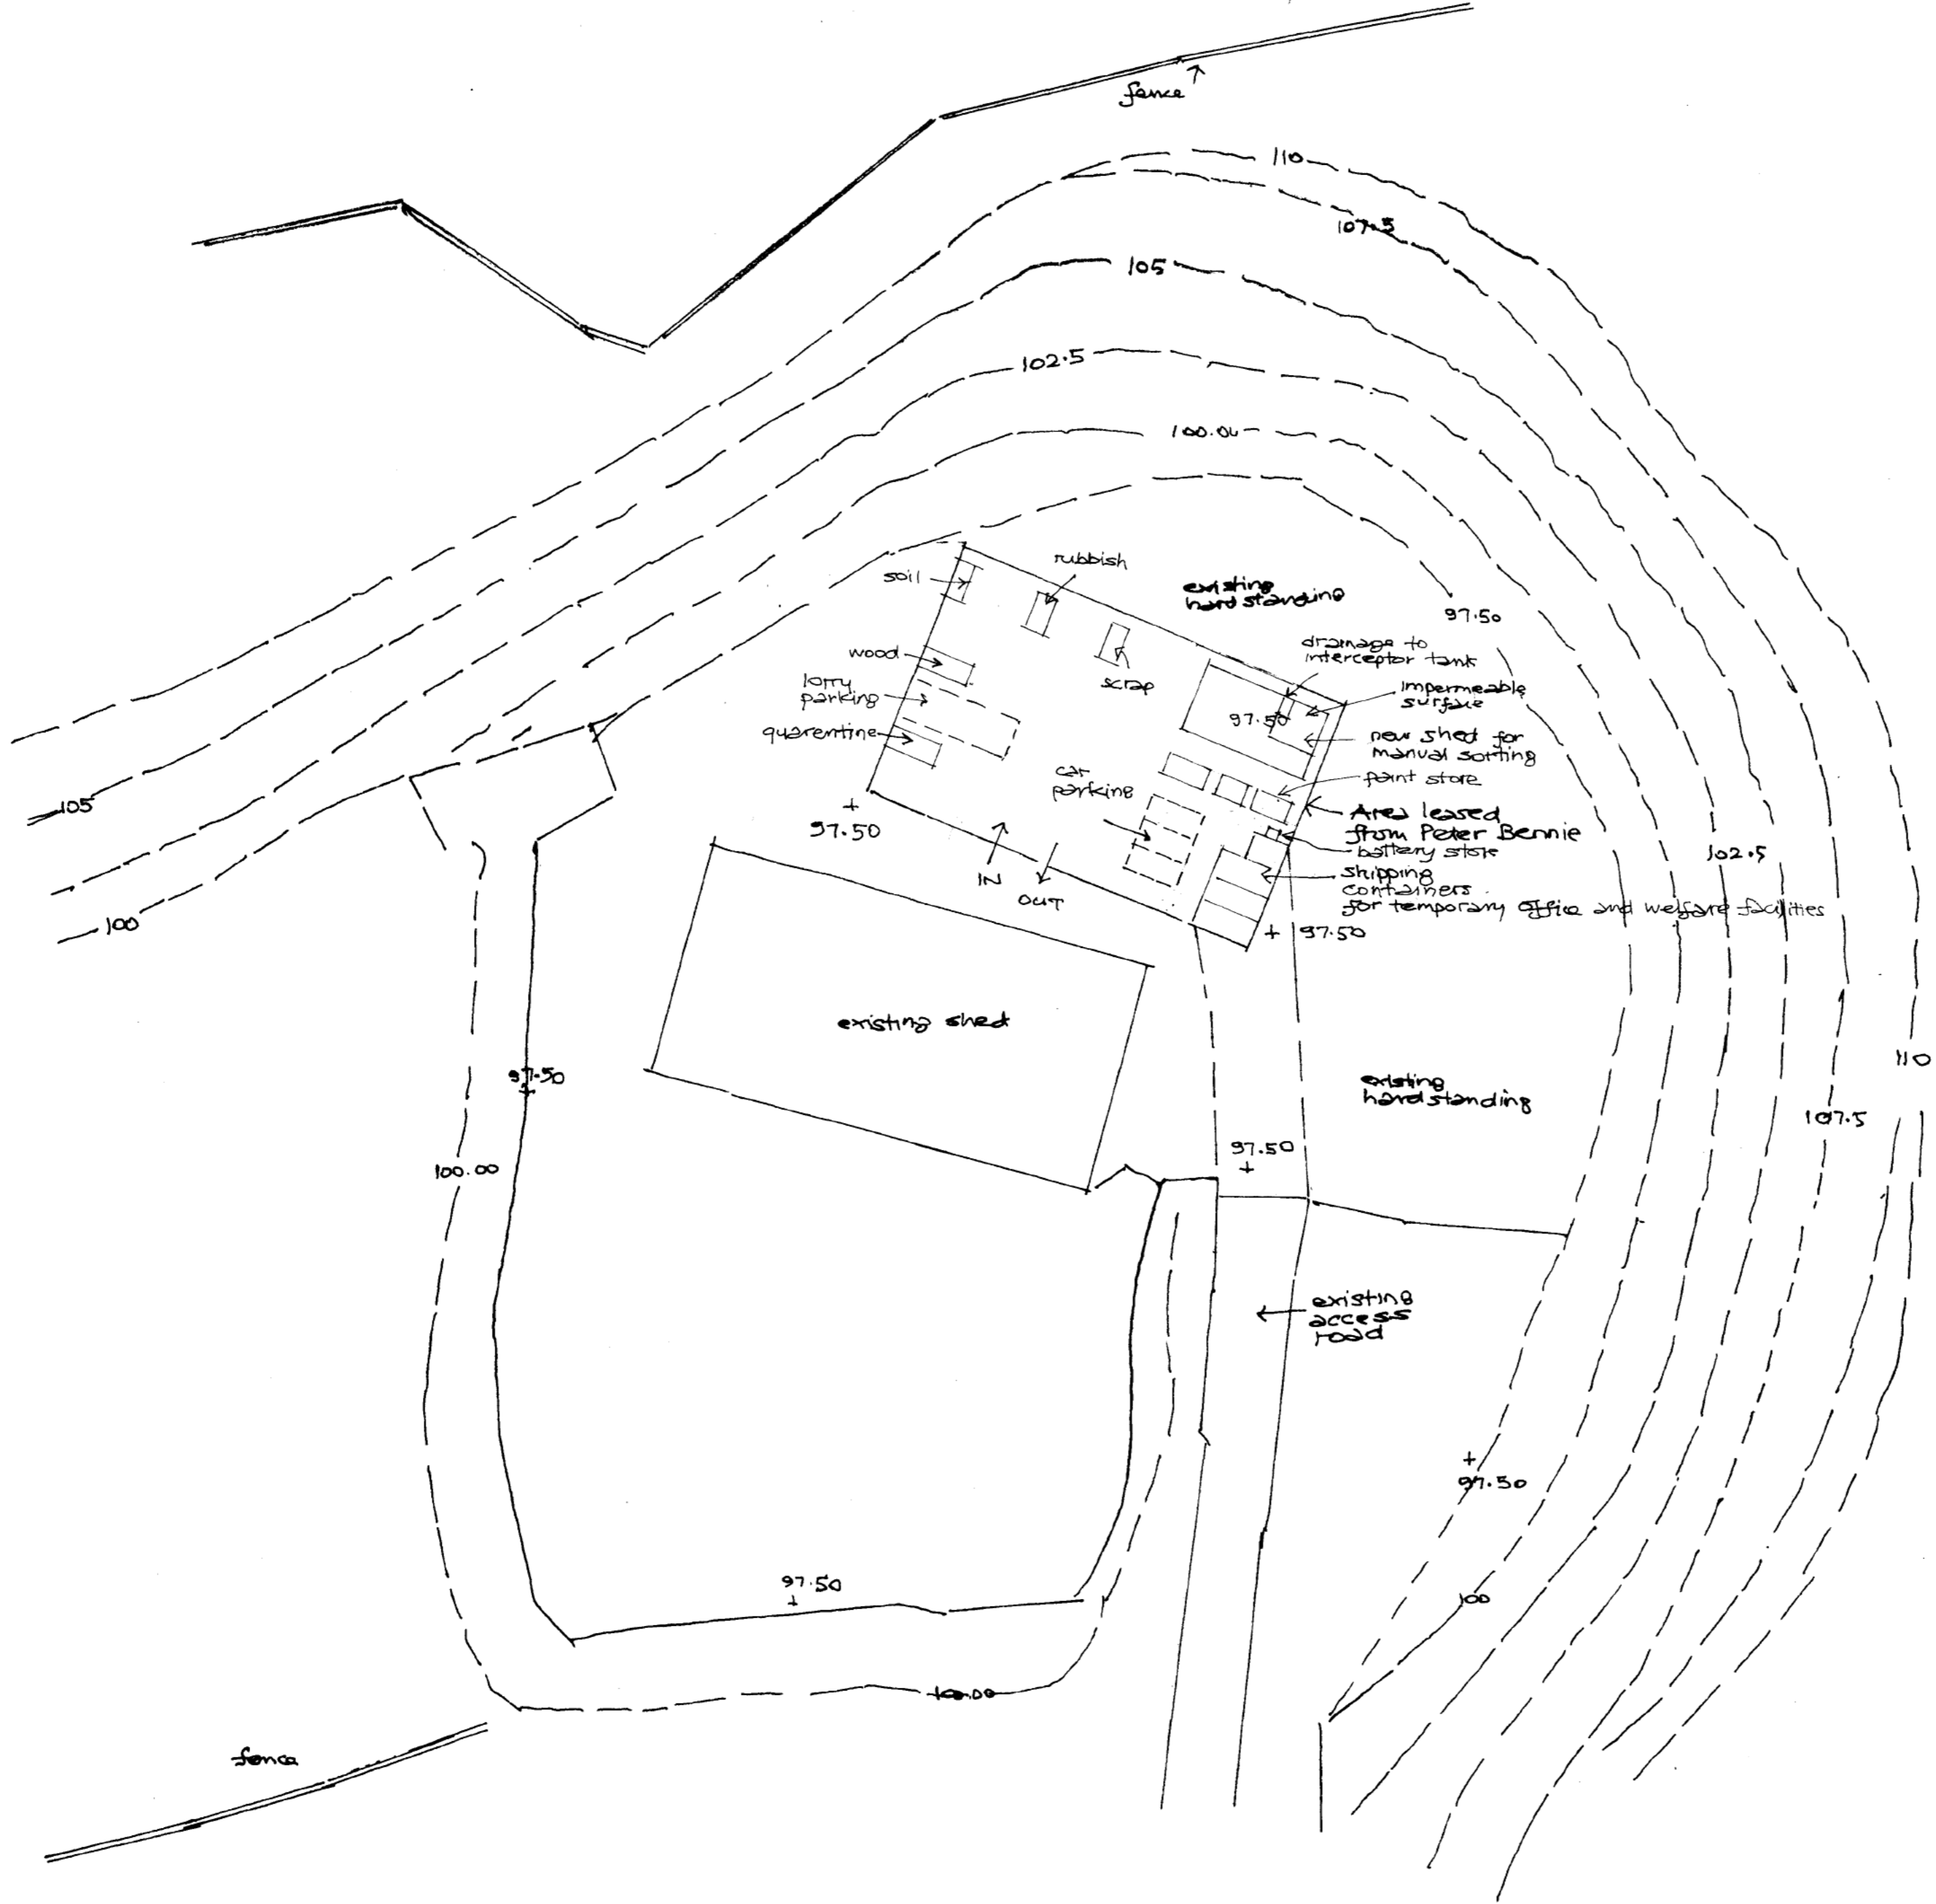 fence
110
107.5
105
102.5
100.00
rubbish
soil
existing
hard standing
97.50
drainage to
interceptor tank
wood
lorry
parking
scrap
impermeable
surface
97.50
quarentine
new shed for
manual sorting
car
parking
paint store
105
97.50
Area leased
from Peter Bennie
battery store
102.5
IN
OUT
shipping
containers
for temporary office and welfare facilities
100
97.50
existing shed
110
97.50
existing
hard standing
107.5
97.50
100.00
existing
access
road
97.50
97.50
100
100.00
fence